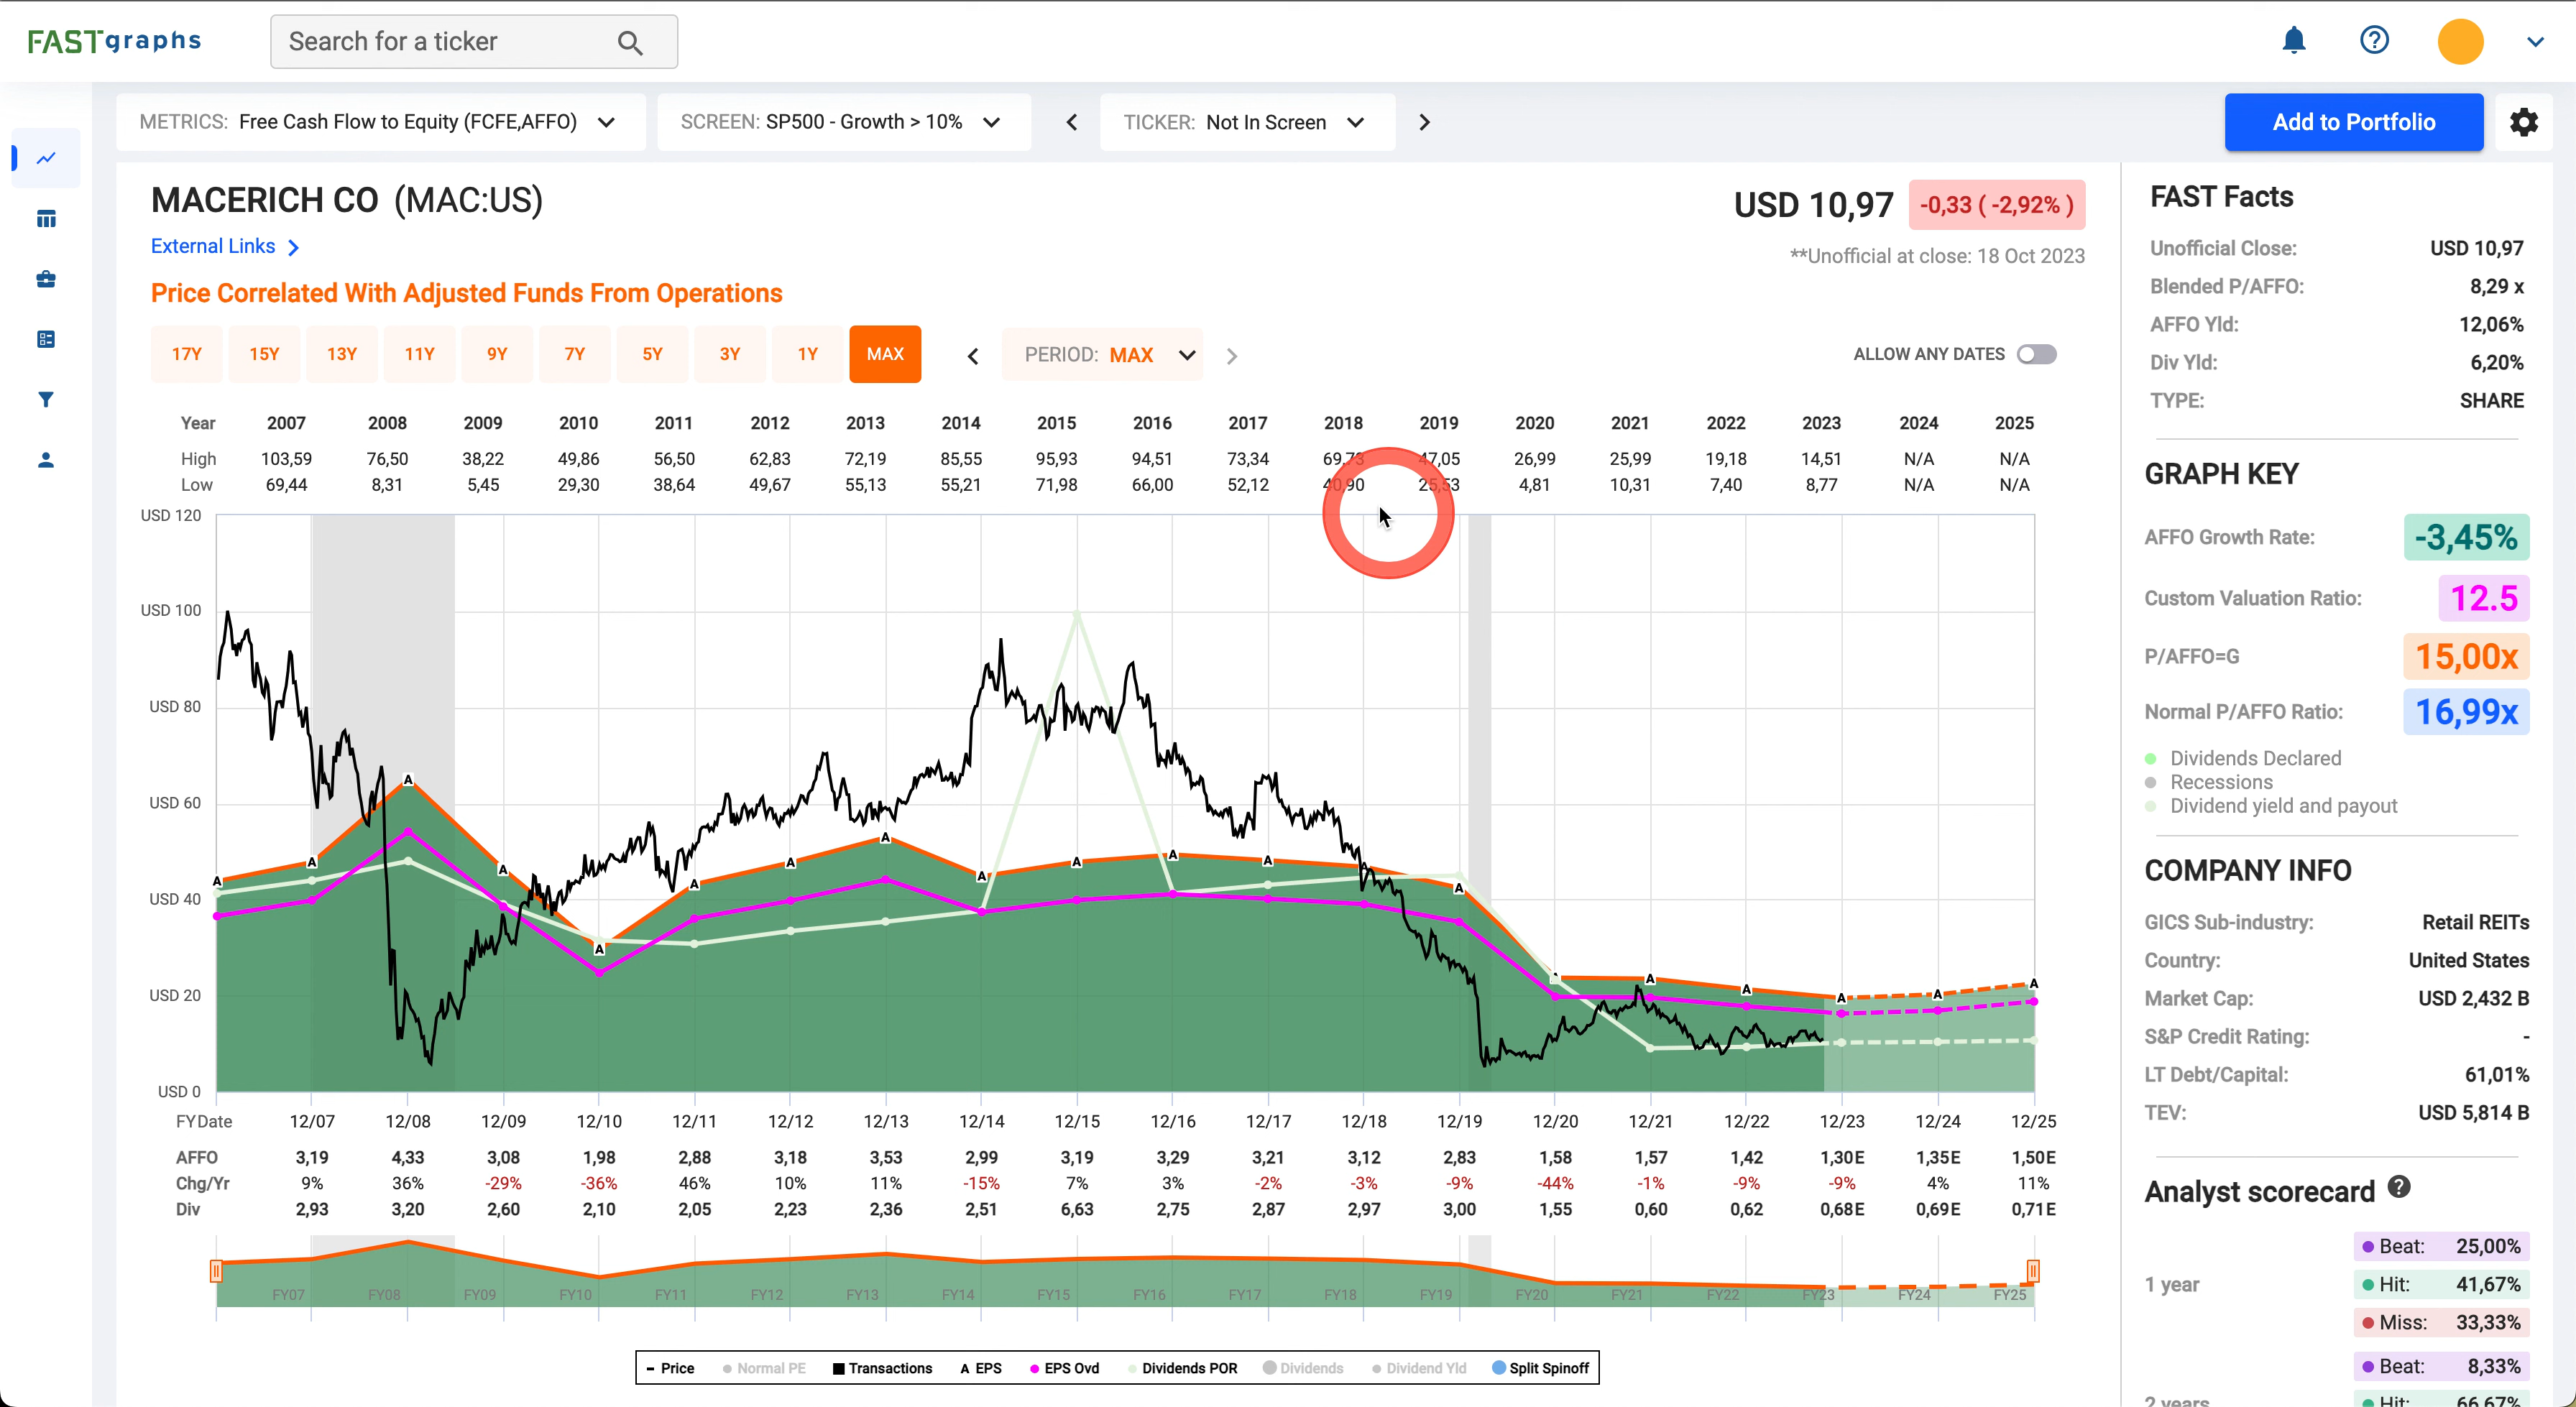 FASTgraphs
Search for a ticker
METRICS: Free Cash Flow to Equity (FCFE,AFFO)
SCREEN: SP500 - Growth > 10%
TICKER: Not In Screen
Add to Portfolio
MACERICH CO (MAC:US)
USD 10,97 -0,33 ( -2,92% )
External Links
**Unofficial at close: 18 Oct 2023
Price Correlated With Adjusted Funds From Operations
17Y 15Y 13Y 11Y 9Y 7Y 5Y 3Y 1Y MAX PERIOD: MAX ALLOW ANY DATES
Year 2007 2008 2009 2010 2011 2012 2013 2014 2015 2016 2017 2018 2019 2020 2021 2022 2023 2024 2025
High 103,59 76,50 38,22 49,86 56,50 62,83 72,19 85,55 95,93 94,51 73,34 69,73 47,05 26,99 25,99 19,18 14,51 N/A N/A
Low 69,44 8,31 5,45 29,30 38,64 49,67 55,13 55,21 71,98 66,00 52,12 40,90 25,53 4,81 10,31 7,40 8,77 N/A N/A
USD 120
USD 100
USD 80
USD 60
USD 40
USD 20
USD 0
A A A A A A A A A A A A A A A A A A A
FYDate 12/07 12/08 12/09 12/10 12/11 12/12 12/13 12/14 12/15 12/16 12/17 12/18 12/19 12/20 12/21 12/22 12/23 12/24 12/25
AFFO 3,19 4,33 3,08 1,98 2,88 3,18 3,53 2,99 3,19 3,29 3,21 3,12 2,83 1,58 1,57 1,42 1,30E 1,35E 1,50E
Chg/Yr 9% 36% -29% -36% 46% 10% 11% -15% 7% 3% -2% -3% -9% -44% -1% -9% -9% 4% 11%
Div 2,93 3,20 2,60 2,10 2,05 2,23 2,36 2,51 6,63 2,75 2,87 2,97 3,00 1,55 0,60 0,62 0,68E 0,69E 0,71E
FY07 FY08 FY09 FY10 FY11 FY12 FY13 FY14 FY15 FY16 FY17 FY18 FY19 FY20 FY21 FY22 FY23 FY24 FY25
Price Normal PE Transactions A EPS EPS Ovd Dividends POR Dividends Dividend Yld Split Spinoff
FAST Facts
Unofficial Close: USD 10,97
Blended P/AFFO: 8,29 x
AFFO Yld: 12,06%
Div Yld: 6,20%
TYPE: SHARE
GRAPH KEY
AFFO Growth Rate: -3,45%
Custom Valuation Ratio: 12.5
P/AFFO=G 15,00x
Normal P/AFFO Ratio: 16,99x
Dividends Declared
Recessions
Dividend yield and payout
COMPANY INFO
GICS Sub-industry: Retail REITs
Country: United States
Market Cap: USD 2,432 B
S&P Credit Rating: -
LT Debt/Capital: 61,01%
TEV: USD 5,814 B
Analyst scorecard
1 year
Beat: 25,00%
Hit: 41,67%
Miss: 33,33%
Beat: 8,33%
2 years
Hit: 66,67%